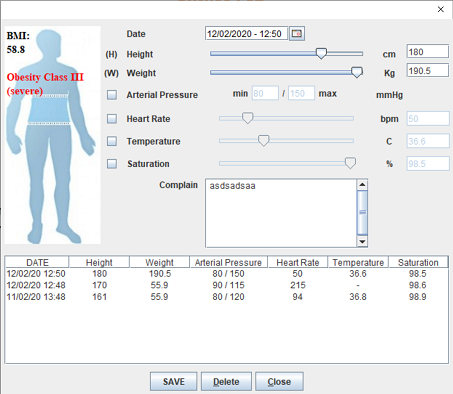 BMI:
58.8
Obesity Class III
(severe)
Date 12/02/2020 - 12:50
(H) Height cm 180
(W) Weight Kg 190.5
Arterial Pressure min 80 / 150 max mmHg
Heart Rate bpm 50
Temperature C 36.6
Saturation % 98.5
Complain asdsadsaa
DATE Height Weight Arterial Pressure Heart Rate Temperature Saturation
12/02/20 12:50 180 190.5 80 / 150 50 36.6 98.5
12/02/20 12:48 170 55.9 90 / 115 215 - 98.6
11/02/20 13:48 161 55.9 80 / 120 94 36.8 98.9
SAVE Delete Close